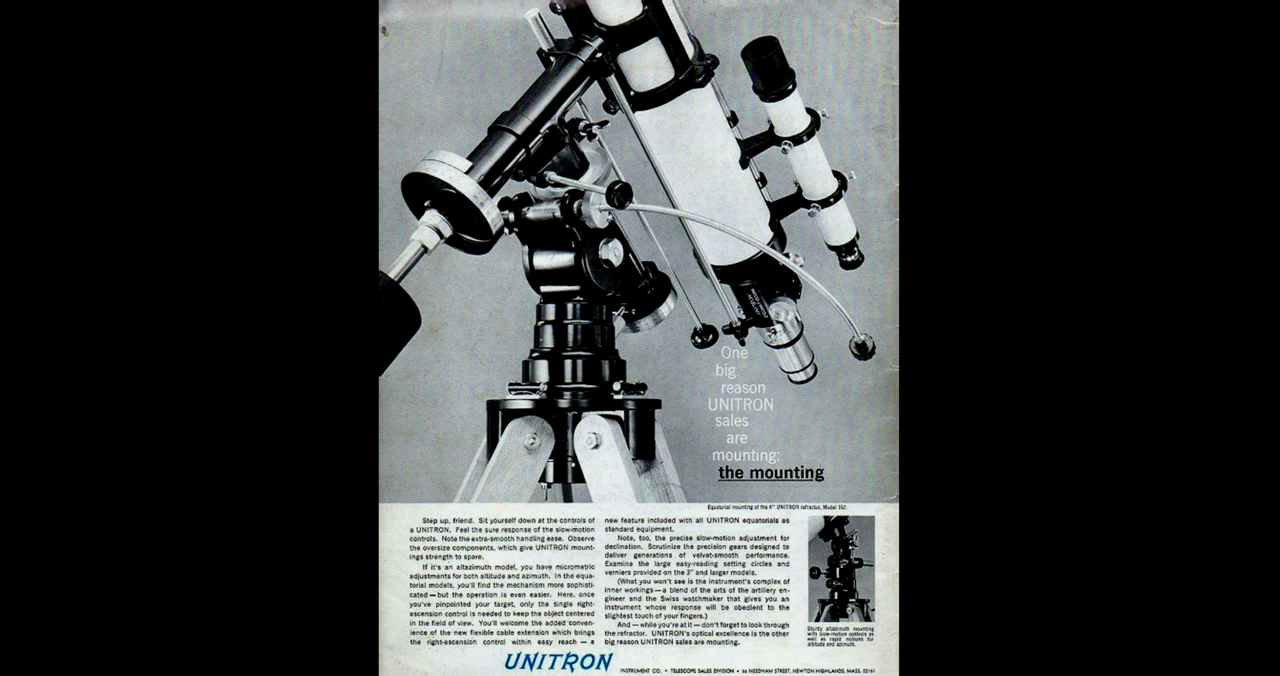 One
big
reason
UNITRON
sales
are
mounting:
the mounting
Equatorial mounting of the 4" UNITRON refractor, Model 152.
Step up, friend. Sit yourself down at the controls of
a UNITRON. Feel the sure response of the slow-motion
controls. Note the extra-smooth handling ease. Observe
the oversize components, which give UNITRON mount-
ings strength to spare.
If it's an altazimuth model, you have micrometric
adjustments for both altitude and azimuth. In the equa-
torial models, you'll find the mechanism more sophisti-
cated — but the operation is even easier. Here, once
you've pinpointed your target, only the single right-
ascension control is needed to keep the object centered
in the field of view. You'll welcome the added conven-
ience of the new flexible cable extension which brings
the right-ascension control within easy reach — a
new feature included with all UNITRON equatorials as
standard equipment.
Note, too, the precise slow-motion adjustment for
declination. Scrutinize the precision gears designed to
deliver generations of velvet-smooth performance.
Examine the large easy-reading setting circles and
verniers provided on the 3" and larger models.
(What you won't see is the instrument's complex of
inner workings — a blend of the arts of the artillery en-
gineer and the Swiss watchmaker that gives you an
instrument whose response will be obedient to the
slightest touch of your fingers.)
And — while you're at it — don't forget to look through
the refractor. UNITRON's optical excellence is the other
big reason UNITRON sales are mounting.
Sturdy altazimuth mounting
with slow-motion controls as
well as rapid motions for
altitude and azimuth.
UNITRON
INSTRUMENT CO. • TELESCOPE SALES DIVISION • 66 NEEDHAM STREET, NEWTON HIGHLANDS, MASS. 02161